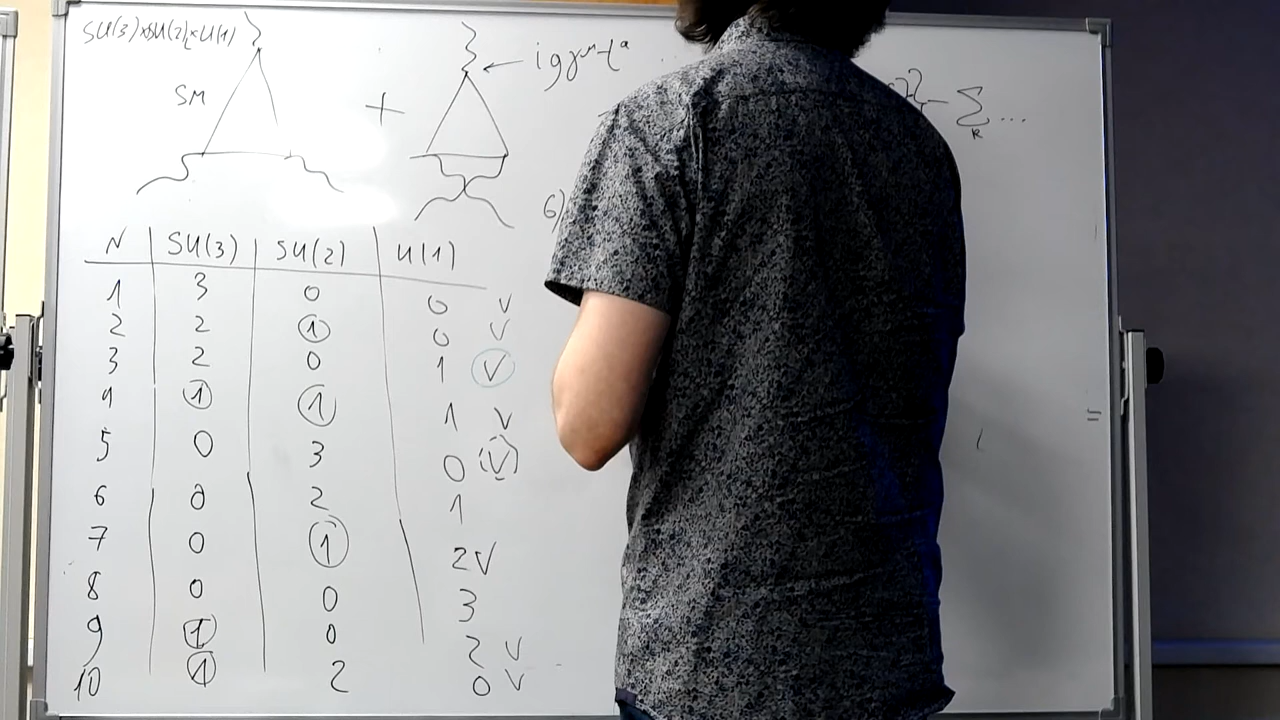 SU(3)×SU(2)_L×U(1)
SM
+
igγ^μ t^a
- Σ_k ...
6)
N | SU(3) | SU(2) | U(1)
1 | 3 | 0 | 0 V
2 | 2 | 1 | 0 V
3 | 2 | 0 | 1 V
4 | 1 | 1 | 1 V
5 | 0 | 3 | 0 (V)
6 | 0 | 2 | 1
7 | 0 | 1 | 2 V
8 | 0 | 0 | 3
9 | 1 | 0 | 2 V
10 | 1 | 2 | 0 V